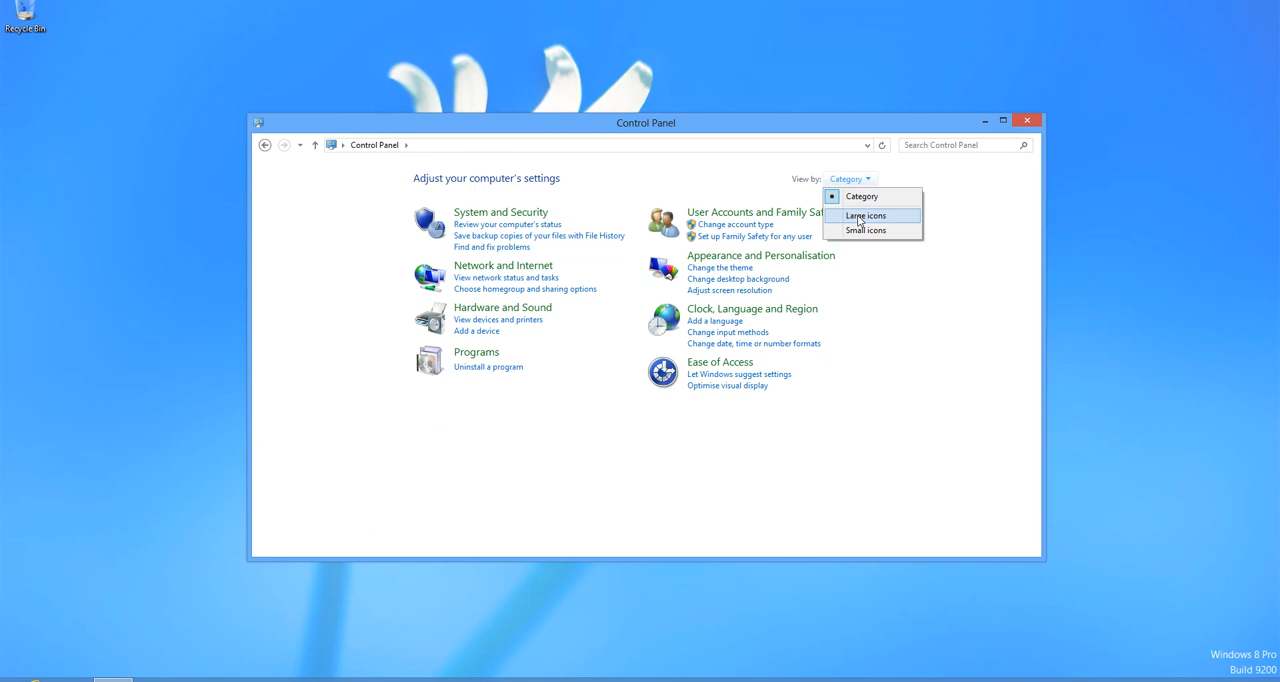 Recycle Bin
Control Panel
Control Panel
Search Control Panel
Adjust your computer's settings
View by: Category
Category
Large icons
Small icons
System and Security
Review your computer's status
Save backup copies of your files with File History
Find and fix problems
Network and Internet
View network status and tasks
Choose homegroup and sharing options
Hardware and Sound
View devices and printers
Add a device
Programs
Uninstall a program
User Accounts and Family Saf
Change account type
Set up Family Safety for any user
Appearance and Personalisation
Change the theme
Change desktop background
Adjust screen resolution
Clock, Language and Region
Add a language
Change input methods
Change date, time or number formats
Ease of Access
Let Windows suggest settings
Optimise visual display
Windows 8 Pro
Build 9200